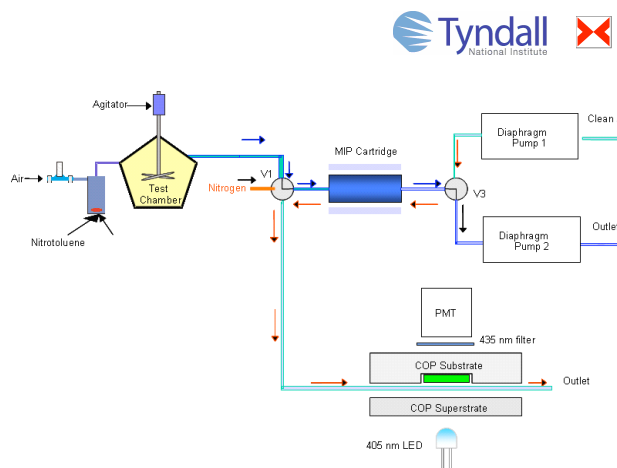 Tyndall
National Institute
Agitator
Air
Test
Chamber
Nitrotoluene
V1
Nitrogen
MIP Cartridge
V3
Diaphragm
Pump 1
Clean
Diaphragm
Pump 2
Outlet
PMT
435 nm filter
COP Substrate
Outlet
COP Superstrate
405 nm LED